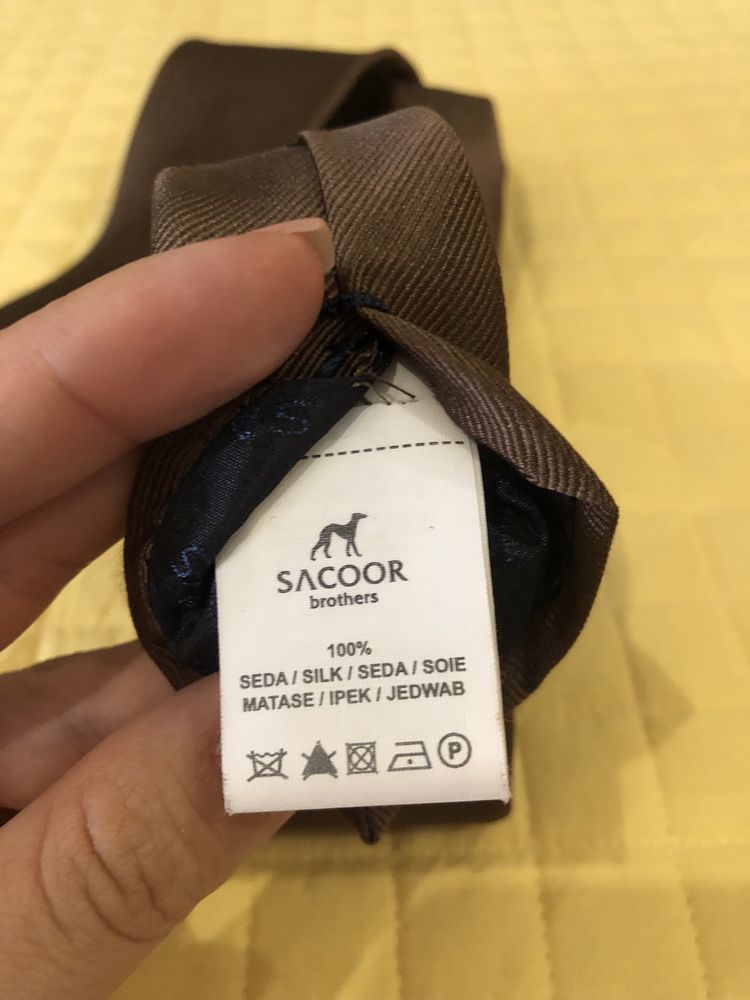 SACOOR
brothers
100%
SEDA / SILK / SEDA / SOIE
MATASE / IPEK / JEDWAB
P